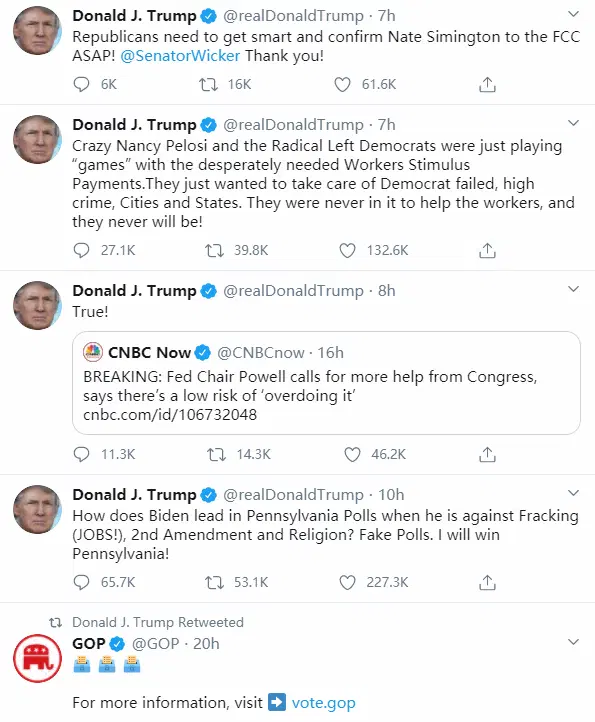 Donald J. Trump @realDonaldTrump · 7h
Republicans need to get smart and confirm Nate Simington to the FCC
ASAP! @SenatorWicker Thank you!
6K 16K 61.6K
Donald J. Trump @realDonaldTrump · 7h
Crazy Nancy Pelosi and the Radical Left Democrats were just playing
“games” with the desperately needed Workers Stimulus
Payments.They just wanted to take care of Democrat failed, high
crime, Cities and States. They were never in it to help the workers, and
they never will be!
27.1K 39.8K 132.6K
Donald J. Trump @realDonaldTrump · 8h
True!
CNBC Now @CNBCnow · 16h
BREAKING: Fed Chair Powell calls for more help from Congress,
says there’s a low risk of ‘overdoing it’
cnbc.com/id/106732048
11.3K 14.3K 46.2K
Donald J. Trump @realDonaldTrump · 10h
How does Biden lead in Pennsylvania Polls when he is against Fracking
(JOBS!), 2nd Amendment and Religion? Fake Polls. I will win
Pennsylvania!
65.7K 53.1K 227.3K
Donald J. Trump Retweeted
GOP @GOP · 20h
🗳️ 🗳️ 🗳️
For more information, visit ➡️ vote.gop